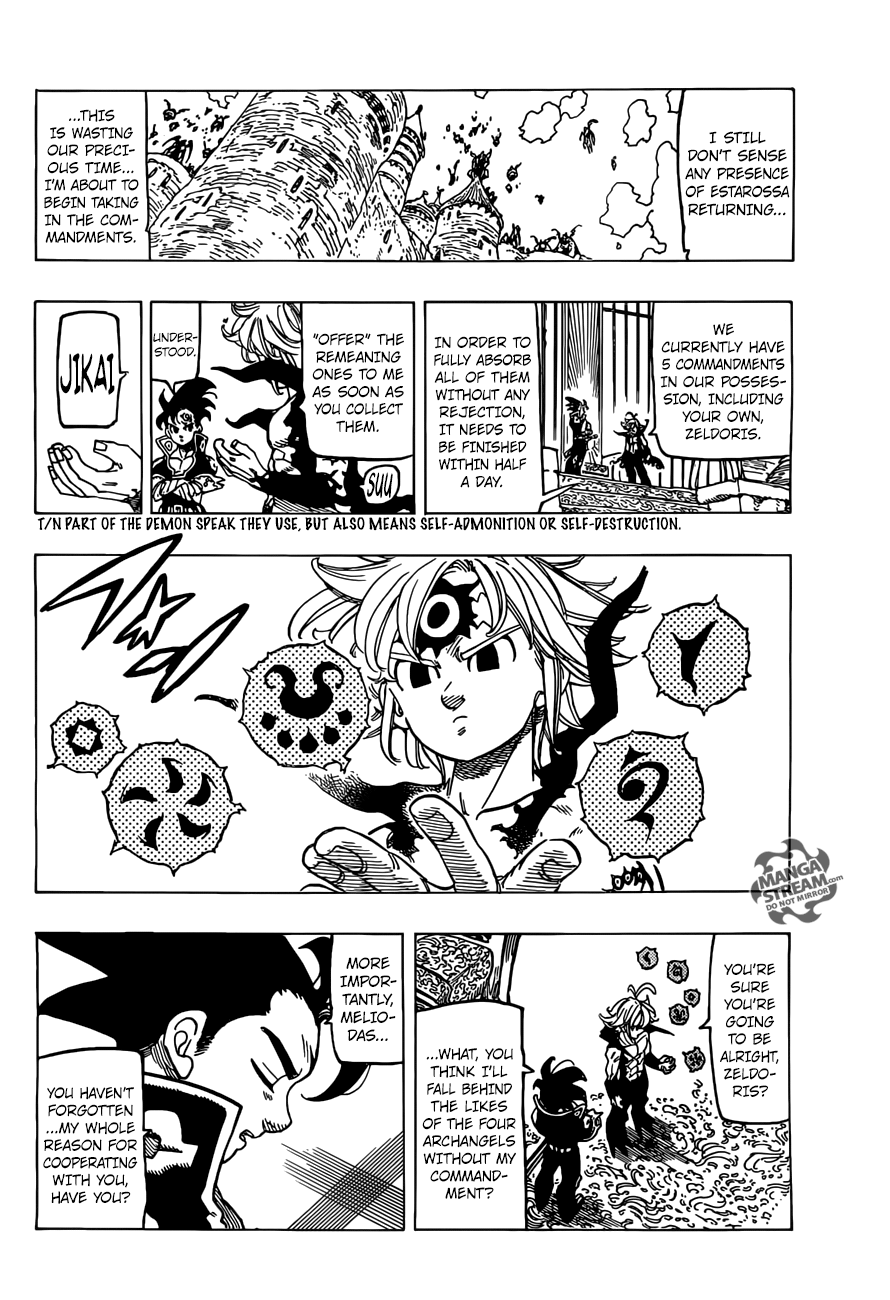 I STILL
DON'T SENSE
ANY PRESENCE
OF ESTAROSSA
RETURNING...
...THIS
IS WASTING
OUR PRECI-
OUS TIME...
I'M ABOUT TO
BEGIN TAKING
IN THE COM-
MANDMENTS.
WE
CURRENTLY HAVE
5 COMMANDMENTS
IN OUR POSSES-
SION, INCLUDING
YOUR OWN,
ZELDORIS.
IN ORDER TO
FULLY ABSORB
ALL OF THEM
WITHOUT ANY
REJECTION,
IT NEEDS TO
BE FINISHED
WITHIN HALF
A DAY.
"OFFER" THE
REMEANING
ONES TO ME
AS SOON AS
YOU COLLECT
THEM.
SUU
UNDER-
STOOD.
JIKAI
T/N PART OF THE DEMON SPEAK THEY USE, BUT ALSO MEANS SELF-ADMONITION OR SELF-DESTRUCTION.
MANGA
STREAM.com
DO NOT MIRROR
YOU'RE
SURE
YOU'RE
GOING
TO BE
ALRIGHT,
ZELDO-
RIS?
...WHAT, YOU
THINK I'LL
FALL BEHIND
THE LIKES
OF THE FOUR
ARCHANGELS
WITHOUT MY
COMMAND-
MENT?
MORE
IMPOR-
TANTLY,
MELIO-
DAS...
YOU HAVEN'T
FORGOTTEN
...MY WHOLE
REASON FOR
COOPERATING
WITH YOU,
HAVE YOU?